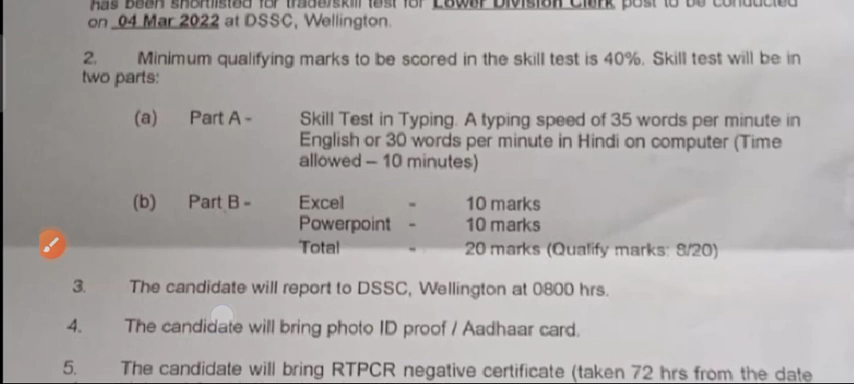 has been shortlisted for trade/skill test for Lower Division Clerk post to be conducted
on 04 Mar 2022 at DSSC, Wellington.
2. Minimum qualifying marks to be scored in the skill test is 40%. Skill test will be in
two parts:
(a) Part A - Skill Test in Typing. A typing speed of 35 words per minute in
English or 30 words per minute in Hindi on computer (Time
allowed – 10 minutes)
(b) Part B - Excel - 10 marks
Powerpoint - 10 marks
Total - 20 marks (Qualify marks: 8/20)
3. The candidate will report to DSSC, Wellington at 0800 hrs.
4. The candidate will bring photo ID proof / Aadhaar card.
5. The candidate will bring RTPCR negative certificate (taken 72 hrs from the date